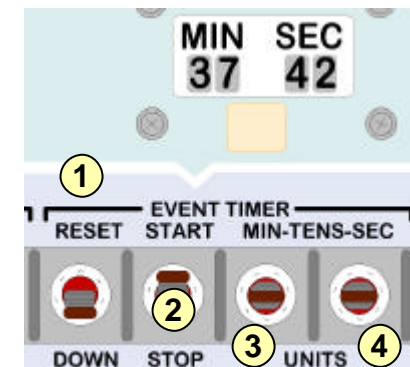 MIN SEC
37 42
1
EVENT TIMER
RESET START MIN-TENS-SEC
2
3 4
DOWN STOP UNITS